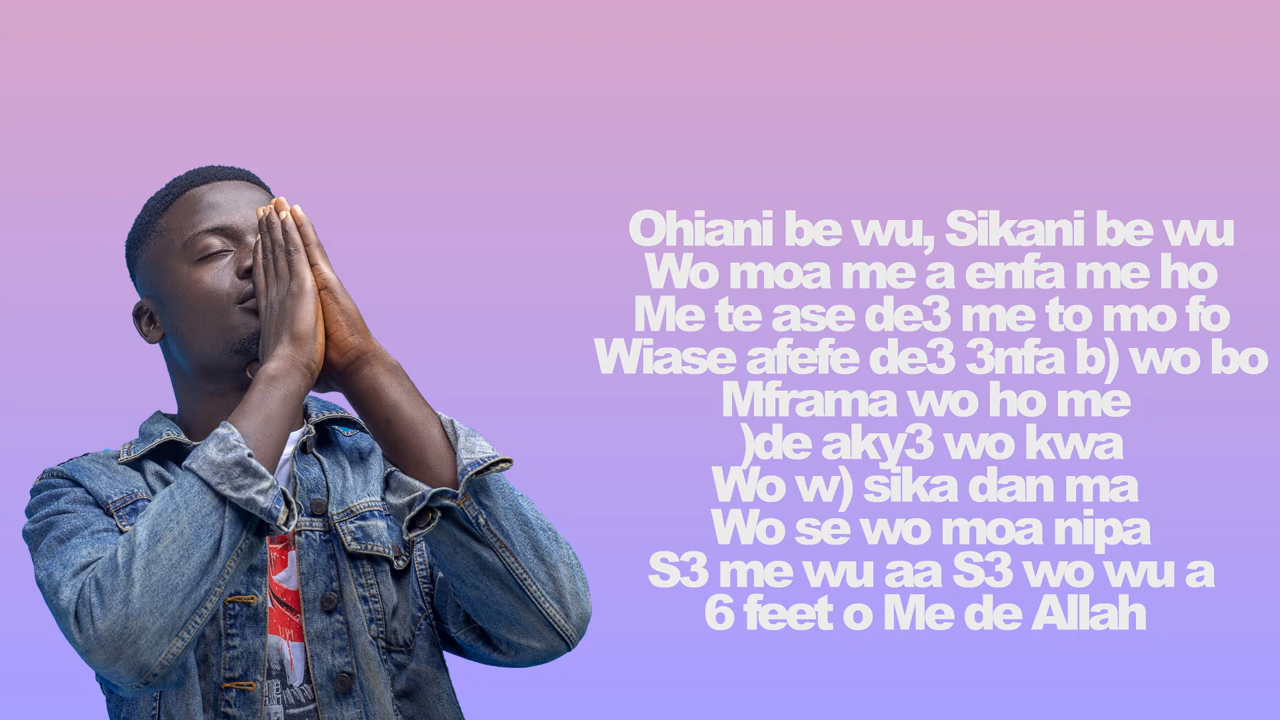 Ohiani be wu, Sikani be wu
Wo moa me a enfa me ho
Me te ase de3 me to mo fo
Wiase afefe de3 3nfa b) wo bo
Mframa wo ho me
)de aky3 wo kwa
Wo w) sika dan ma
Wo se wo moa nipa
S3 me wu aa S3 wo wu a
6 feet o Me de Allah